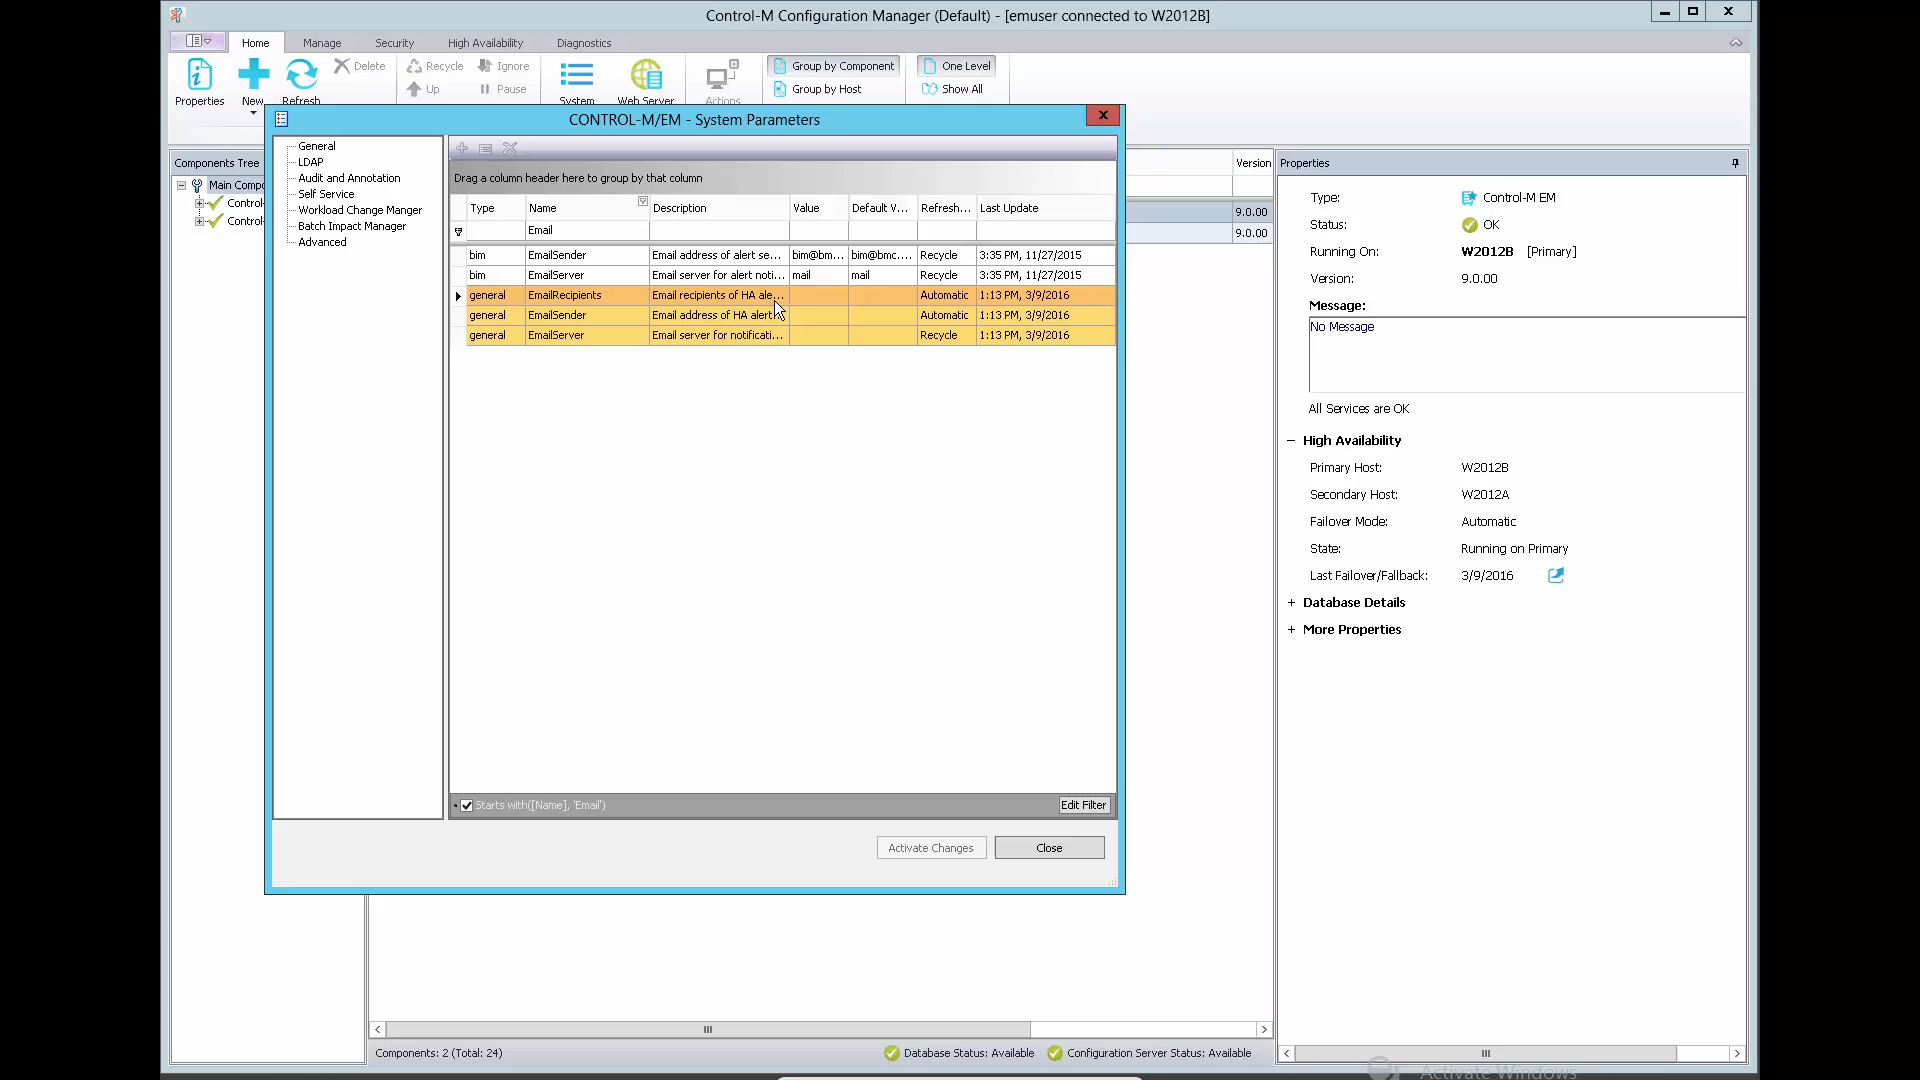 Control-M Configuration Manager (Default) - [emuser connected to W2012B]
Home Manage Security High Availability Diagnostics
Properties New Refresh Delete
Recycle Ignore
Up Pause
System Web Server Actions
Group by Component One Level
Group by Host Show All
CONTROL-M/EM - System Parameters
Components Tree
Main Compo
Control-
Control-
General
LDAP
Audit and Annotation
Self Service
Workload Change Manger
Batch Impact Manager
Advanced
Drag a column header here to group by that column
Type Name Description Value Default V... Refresh... Last Update
Email
bim EmailSender Email address of alert se... bim@bm... bim@bmc.... Recycle 3:35 PM, 11/27/2015
bim EmailServer Email server for alert noti... mail mail Recycle 3:35 PM, 11/27/2015
general EmailRecipients Email recipients of HA ale... Automatic 1:13 PM, 3/9/2016
general EmailSender Email address of HA alert Automatic 1:13 PM, 3/9/2016
general EmailServer Email server for notificati... Recycle 1:13 PM, 3/9/2016
Starts with([Name], 'Email') Edit Filter
Activate Changes Close
Version
9.0.00
9.0.00
Properties
Type: Control-M EM
Status: OK
Running On: W2012B [Primary]
Version: 9.0.00
Message:
No Message
All Services are OK
High Availability
Primary Host: W2012B
Secondary Host: W2012A
Failover Mode: Automatic
State: Running on Primary
Last Failover/Fallback: 3/9/2016
Database Details
More Properties
Components: 2 (Total: 24) Database Status: Available Configuration Server Status: Available
Activate Windows